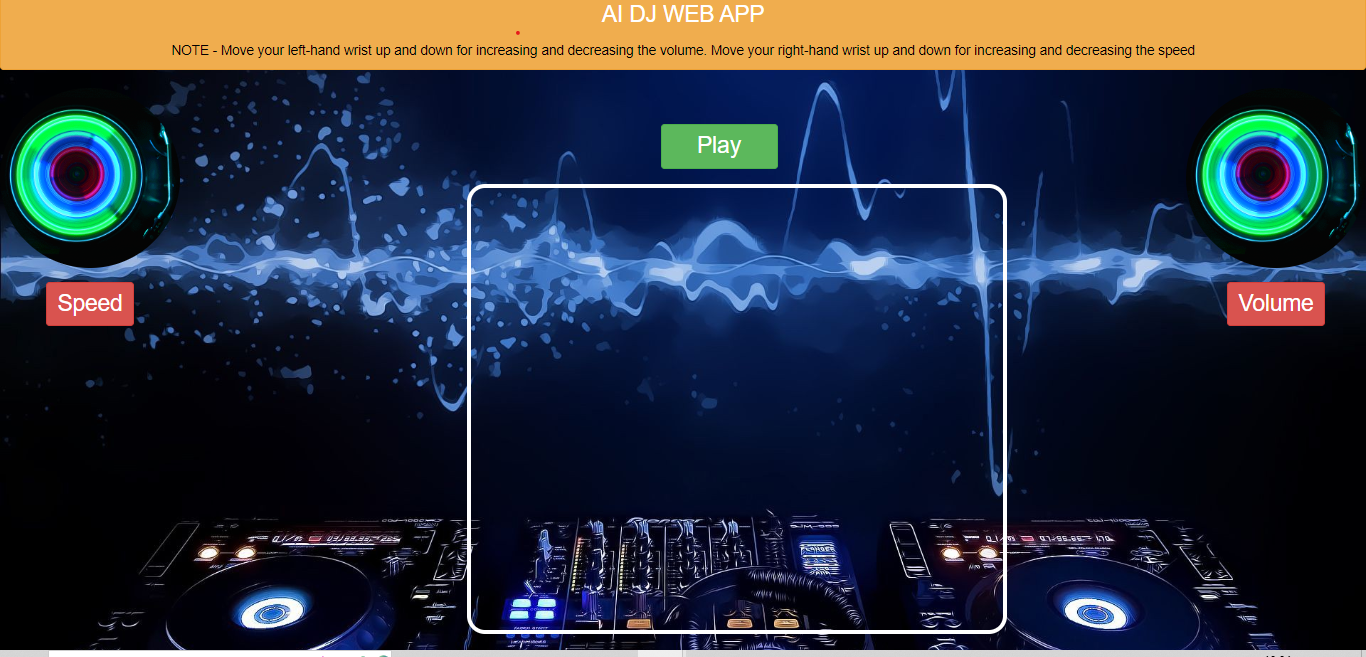 AI DJ WEB APP
NOTE - Move your left-hand wrist up and down for increasing and decreasing the volume. Move your right-hand wrist up and down for increasing and decreasing the speed
Play
Speed
Volume